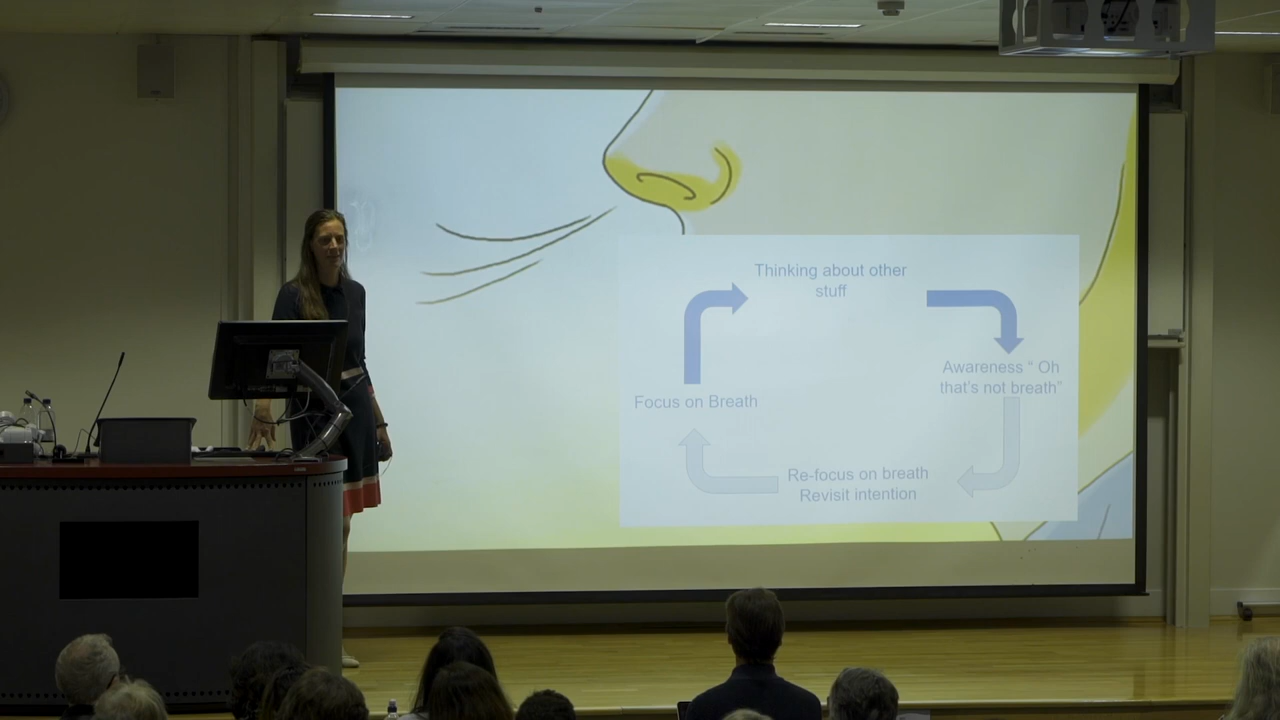 Thinking about other
stuff
Awareness “ Oh
that’s not breath”
Focus on Breath
Re-focus on breath
Revisit intention